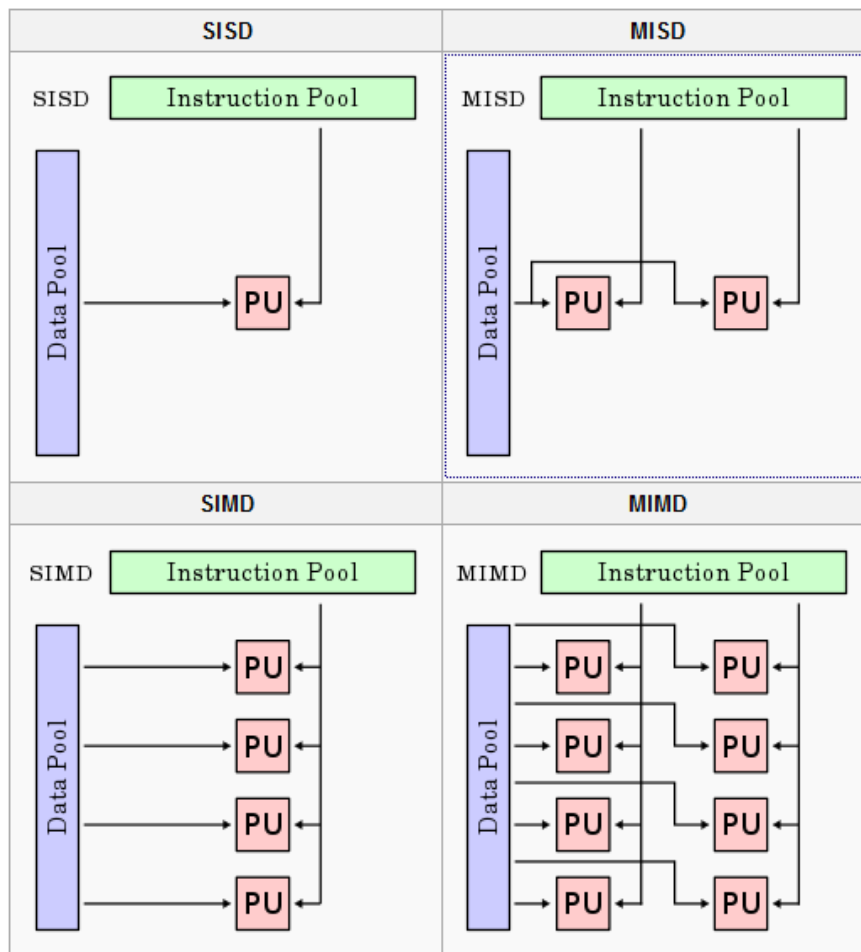 SISD
MISD
SISD
Instruction Pool
Data Pool
PU
MISD
Instruction Pool
Data Pool
PU
PU
SIMD
MIMD
SIMD
Instruction Pool
Data Pool
PU
PU
PU
PU
MIMD
Instruction Pool
Data Pool
PU
PU
PU
PU
PU
PU
PU
PU